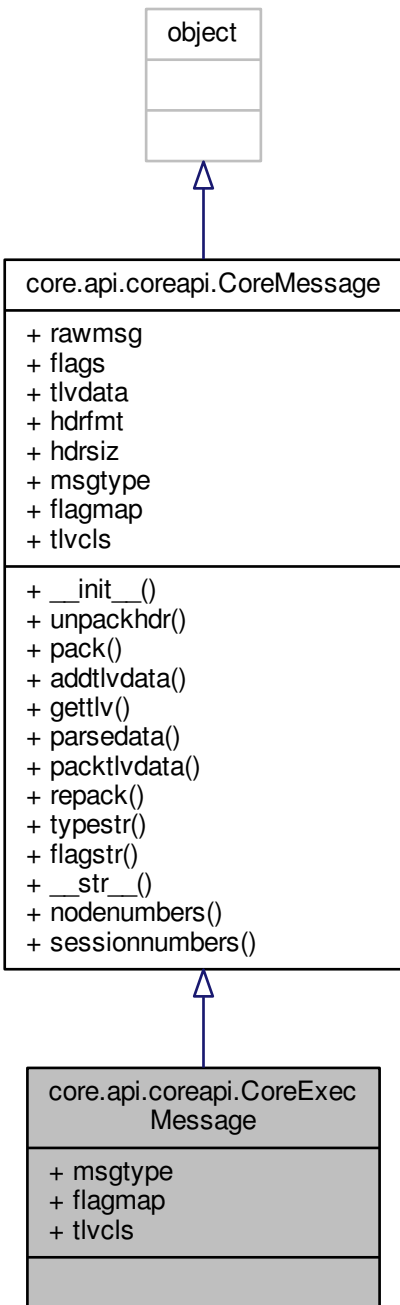 object
core.api.coreapi.CoreMessage
+ rawmsg
+ flags
+ tlvdata
+ hdrfmt
+ hdrsiz
+ msgtype
+ flagmap
+ tlvcls
+ __init__()
+ unpackhdr()
+ pack()
+ addtlvdata()
+ gettlv()
+ parsedata()
+ packtlvdata()
+ repack()
+ typestr()
+ flagstr()
+ __str__()
+ nodenumbers()
+ sessionnumbers()
core.api.coreapi.CoreExec
Message
+ msgtype
+ flagmap
+ tlvcls